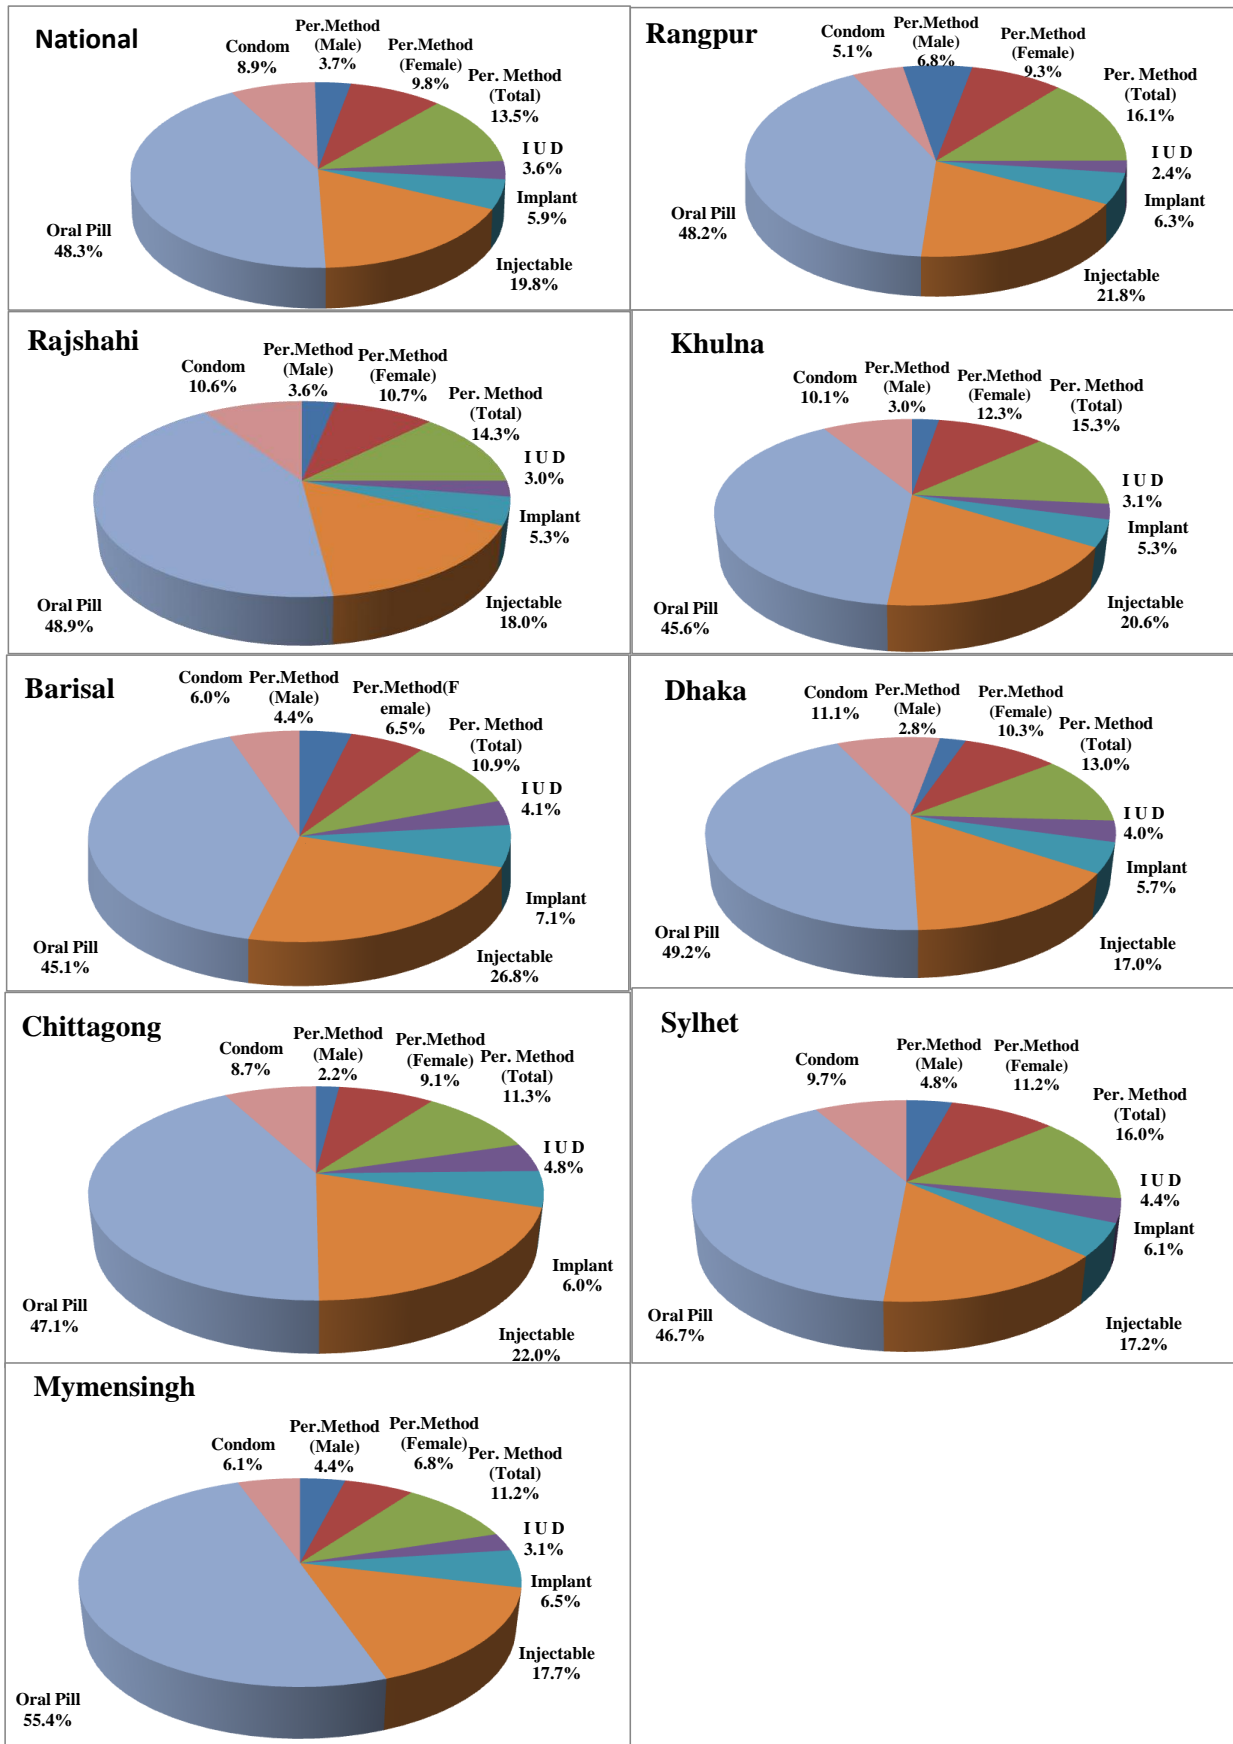 National
Condom
8.9%
Per.Method
(Male)
3.7%
Per.Method
(Female)
9.8%
Per. Method
(Total)
13.5%
I U D
3.6%
Implant
5.9%
Injectable
19.8%
Oral Pill
48.3%
Rangpur
Condom
5.1%
Per.Method
(Male)
6.8%
Per.Method
(Female)
9.3%
Per. Method
(Total)
16.1%
I U D
2.4%
Implant
6.3%
Injectable
21.8%
Oral Pill
48.2%
Rajshahi
Condom
10.6%
Per.Method
(Male)
3.6%
Per.Method
(Female)
10.7%
Per. Method
(Total)
14.3%
I U D
3.0%
Implant
5.3%
Injectable
18.0%
Oral Pill
48.9%
Khulna
Condom
10.1%
Per.Method
(Male)
3.0%
Per.Method
(Female)
12.3%
Per. Method
(Total)
15.3%
I U D
3.1%
Implant
5.3%
Injectable
20.6%
Oral Pill
45.6%
Barisal
Condom
6.0%
Per.Method
(Male)
4.4%
Per.Method(F
emale)
6.5%
Per. Method
(Total)
10.9%
I U D
4.1%
Implant
7.1%
Injectable
26.8%
Oral Pill
45.1%
Dhaka
Condom
11.1%
Per.Method
(Male)
2.8%
Per.Method
(Female)
10.3%
Per. Method
(Total)
13.0%
I U D
4.0%
Implant
5.7%
Injectable
17.0%
Oral Pill
49.2%
Chittagong
Condom
8.7%
Per.Method
(Male)
2.2%
Per.Method
(Female)
9.1%
Per. Method
(Total)
11.3%
I U D
4.8%
Implant
6.0%
Injectable
22.0%
Oral Pill
47.1%
Sylhet
Condom
9.7%
Per.Method
(Male)
4.8%
Per.Method
(Female)
11.2%
Per. Method
(Total)
16.0%
I U D
4.4%
Implant
6.1%
Injectable
17.2%
Oral Pill
46.7%
Mymensingh
Condom
6.1%
Per.Method
(Male)
4.4%
Per.Method
(Female)
6.8%
Per. Method
(Total)
11.2%
I U D
3.1%
Implant
6.5%
Injectable
17.7%
Oral Pill
55.4%